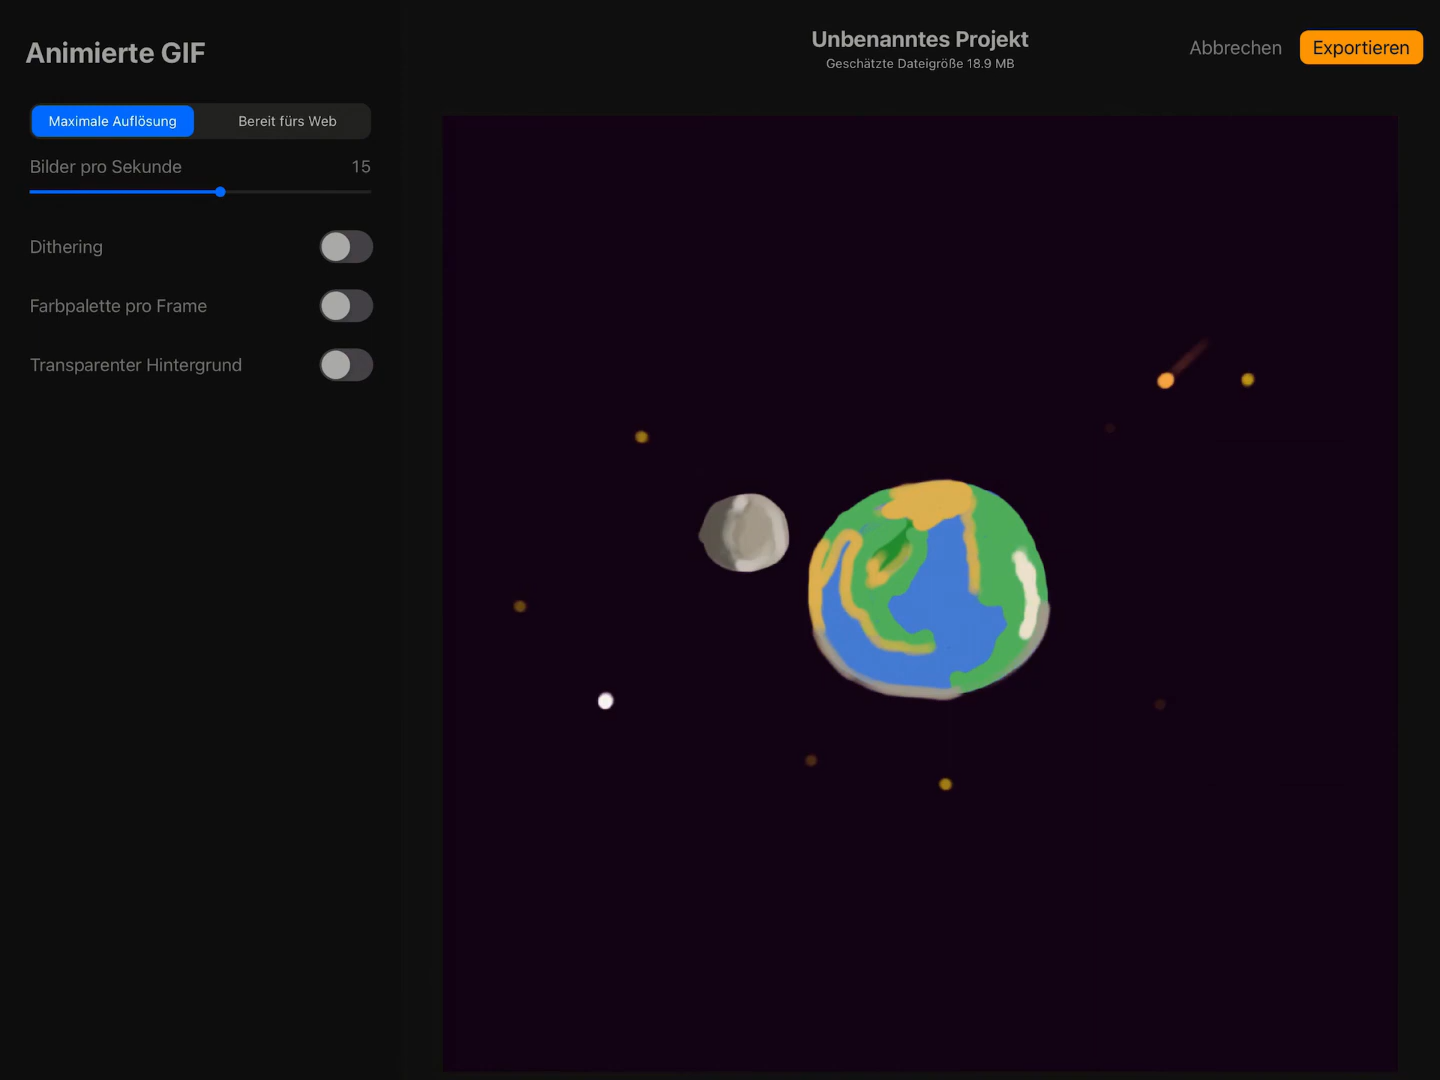 Animierte GIF
Unbenanntes Projekt
Geschätzte Dateigröße 18.9 MB
Abbrechen
Exportieren
Maximale Auflösung
Bereit fürs Web
Bilder pro Sekunde 15
Dithering
Farbpalette pro Frame
Transparenter Hintergrund